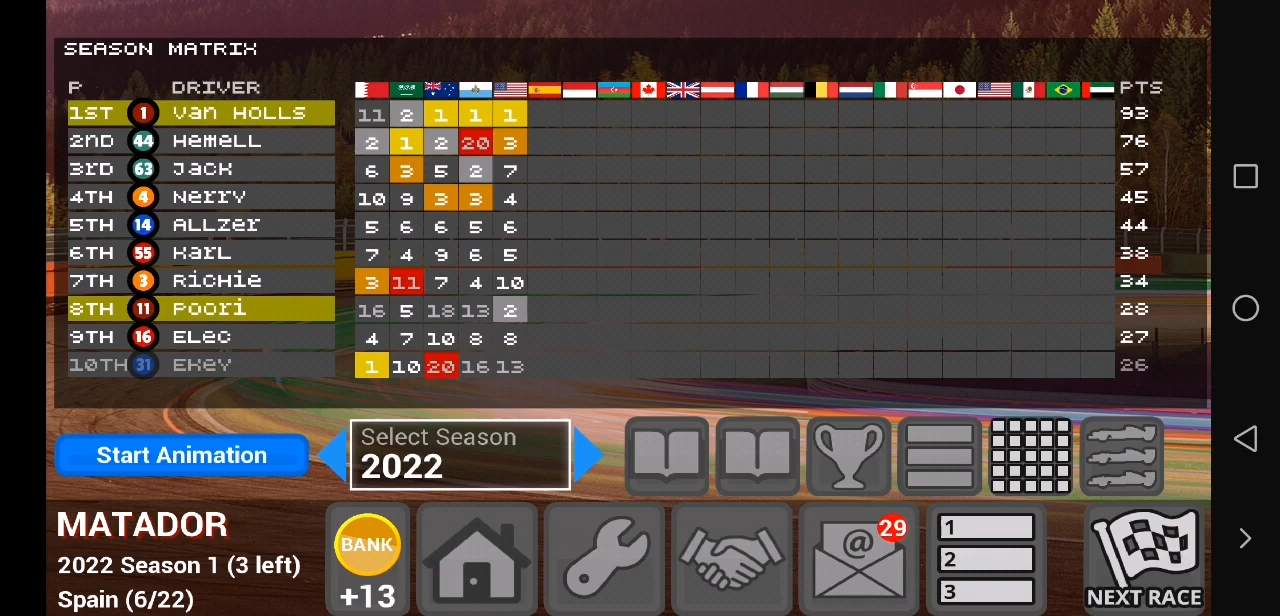 SEASON MATRIX
P DRIVER PTS
1ST 1 Van HOLLS 11 2 1 1 1 93
2ND 44 HemeLL 2 1 2 20 3 76
3RD 63 Jack 6 3 5 2 7 57
4TH 4 Nerry 10 9 3 3 4 45
5TH 14 ALLzer 5 6 6 5 6 44
6TH 55 KarL 7 4 9 6 5 38
7TH 3 RicHie 3 11 7 4 10 34
8TH 11 Poori 16 5 18 13 2 28
9TH 16 ELec 4 7 10 8 8 27
10TH 31 EKey 1 10 20 16 13 26
Start Animation
Select Season
2022
MATADOR
2022 Season 1 (3 left)
Spain (6/22)
BANK
+13
@
29
1
2
3
NEXT RACE